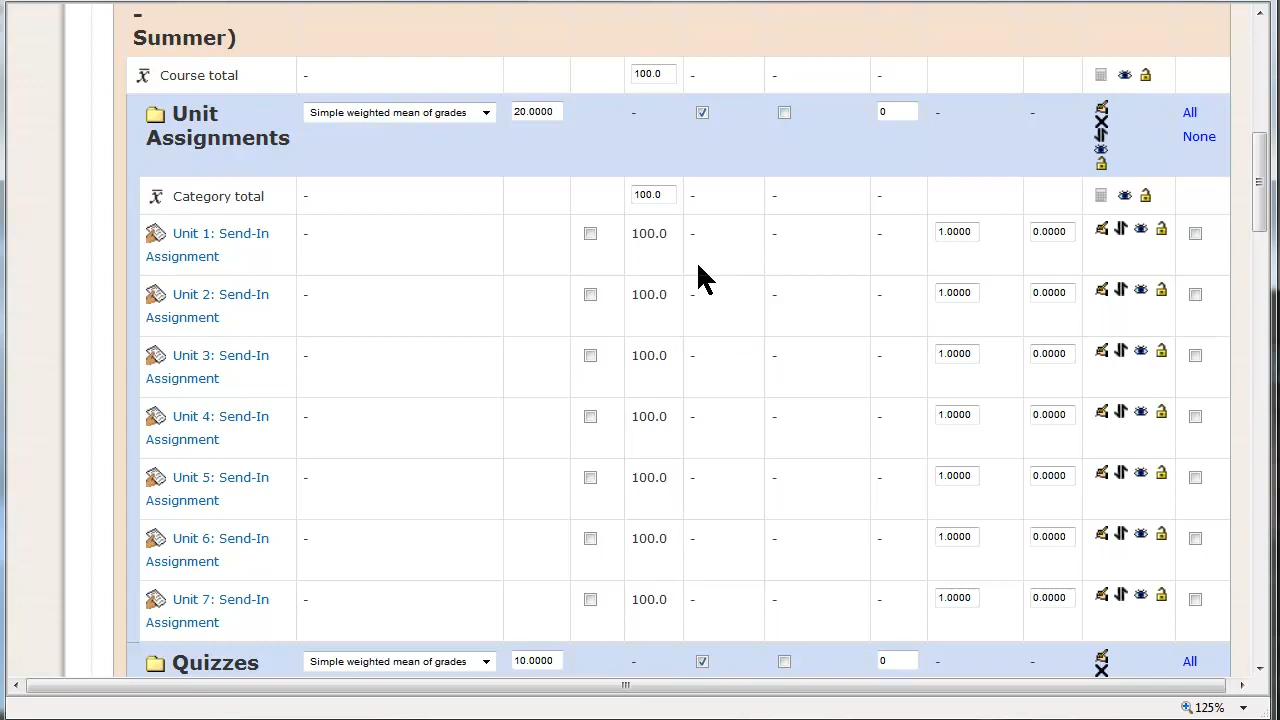 -
Summer)
Course total - 100.0 - - -
Unit Assignments Simple weighted mean of grades 20.0000 - 0 - - All
None
Category total - 100.0 - - -
Unit 1: Send-In Assignment - 100.0 - - - 1.0000 0.0000
Unit 2: Send-In Assignment - 100.0 - - - 1.0000 0.0000
Unit 3: Send-In Assignment - 100.0 - - - 1.0000 0.0000
Unit 4: Send-In Assignment - 100.0 - - - 1.0000 0.0000
Unit 5: Send-In Assignment - 100.0 - - - 1.0000 0.0000
Unit 6: Send-In Assignment - 100.0 - - - 1.0000 0.0000
Unit 7: Send-In Assignment - 100.0 - - - 1.0000 0.0000
Quizzes Simple weighted mean of grades 10.0000 - 0 - - All
125%